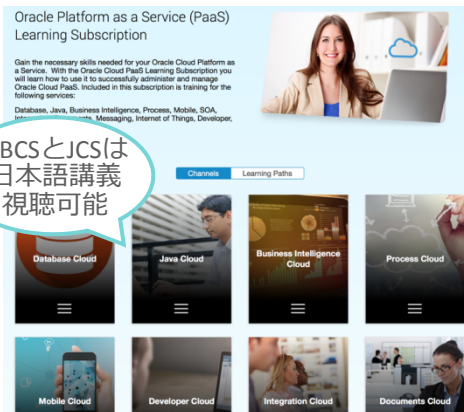 Oracle Platform as a Service (PaaS)
Learning Subscription
Gain the necessary skills needed for your Oracle Cloud Platform as
a Service. With the Oracle Cloud PaaS Learning Subscription you
will learn how to use it to successfully administer and manage
Oracle Cloud PaaS. Included in this subscription is training for the
following services:
Database, Java, Business Intelligence, Process, Mobile, SOA,
Messaging, Internet of Things, Developer,
BCSとJCSは
日本語講義
視聴可能
Channels
Learning Paths
Database Cloud
Java Cloud
Business Intelligence
Cloud
Process Cloud
Mobile Cloud
Developer Cloud
Integration Cloud
Documents Cloud